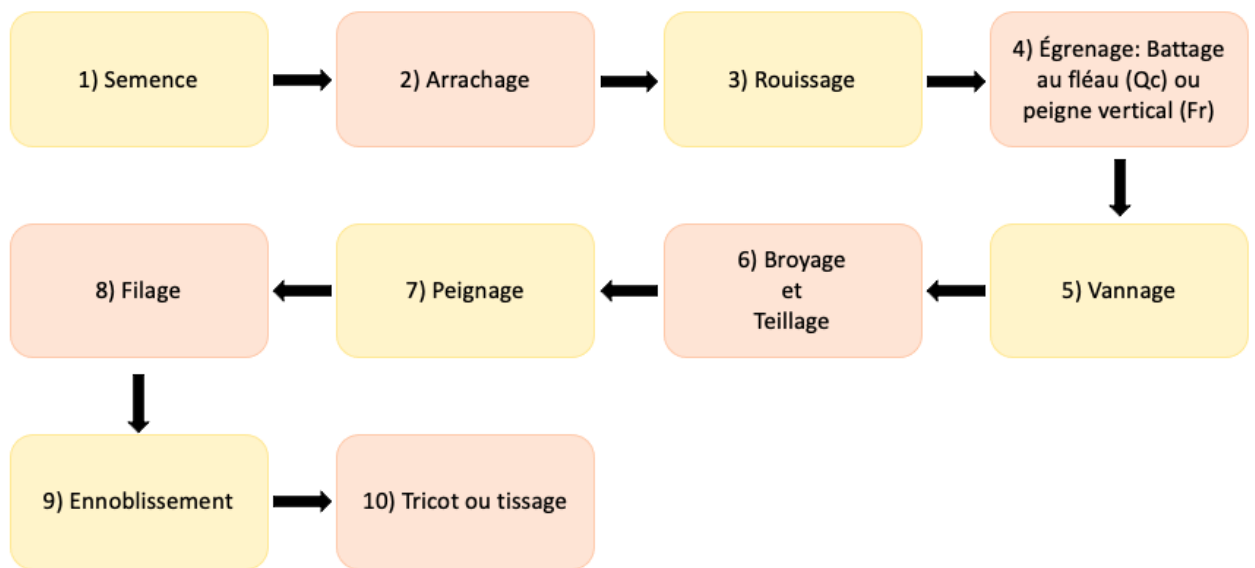 1) Semence
2) Arrachage
3) Rouissage
4) Égrenage: Battage
au fléau (Qc) ou
peigne vertical (Fr)
5) Vannage
6) Broyage
et
Teillage
7) Peignage
8) Filage
9) Ennoblissement
10) Tricot ou tissage